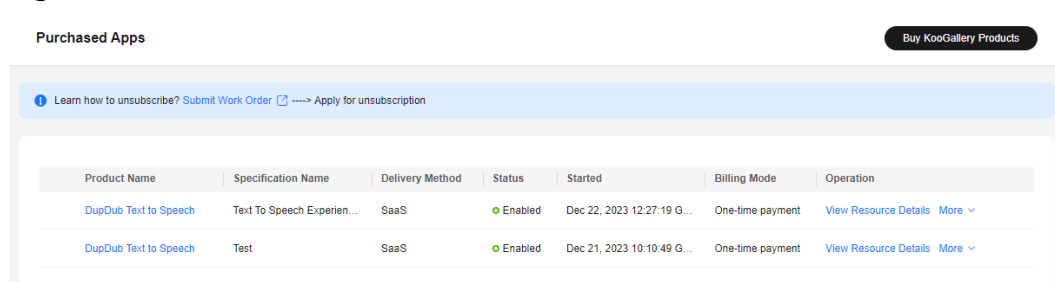 Purchased Apps
Buy KooGallery Products
Learn how to unsubscribe? Submit Work Order ----> Apply for unsubscription
Product Name Specification Name Delivery Method Status Started Billing Mode Operation
DupDub Text to Speech Text To Speech Experien... SaaS Enabled Dec 22, 2023 12:27:19 G... One-time payment View Resource Details More
DupDub Text to Speech Test SaaS Enabled Dec 21, 2023 10:10:49 G... One-time payment View Resource Details More